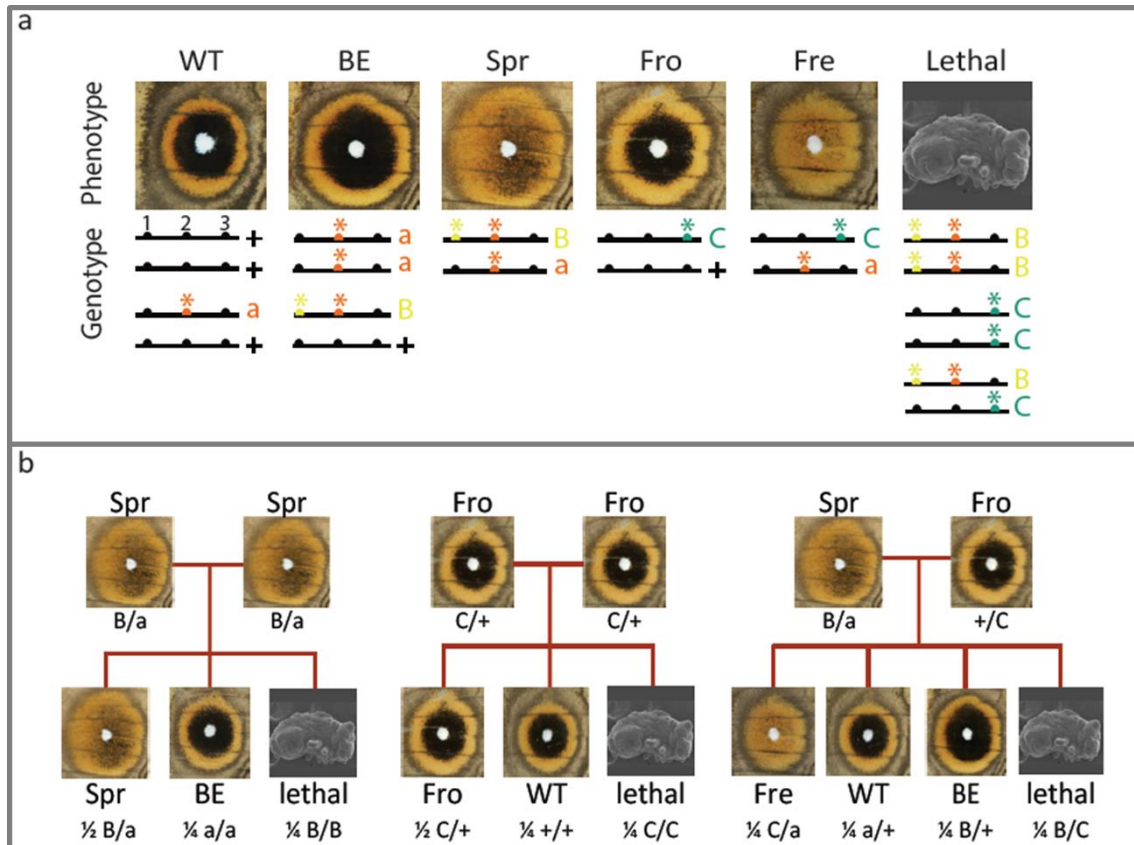 a
WT BE Spr Fro Fre Lethal
Phenotype
Genotype
1 2 3
* * * * * * *
+ a B C C B
* * * * *
+ a a + a B
* * * *
a B C
*
+ + C
* *
B
*
C
b
Spr Spr Fro Fro Spr Fro
B/a B/a C/+ C/+ B/a +/C
Spr BE lethal Fro WT lethal Fre WT BE lethal
½ B/a ¼ a/a ¼ B/B ½ C/+ ¼ +/+ ¼ C/C ¼ C/a ¼ a/+ ¼ B/+ ¼ B/C